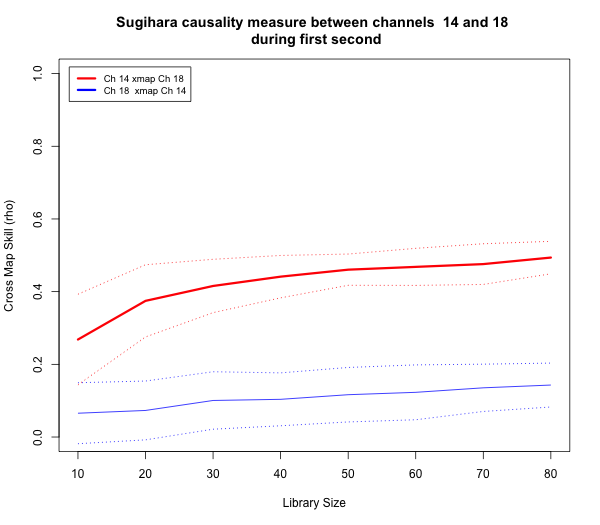 Sugihara causality measure between channels  14 and 18
during first second
Ch 14 xmap Ch 18
Ch 18  xmap Ch 14
Cross Map Skill (rho)
1.0
0.8
0.6
0.4
0.2
0.0
10 20 30 40 50 60 70 80
Library Size